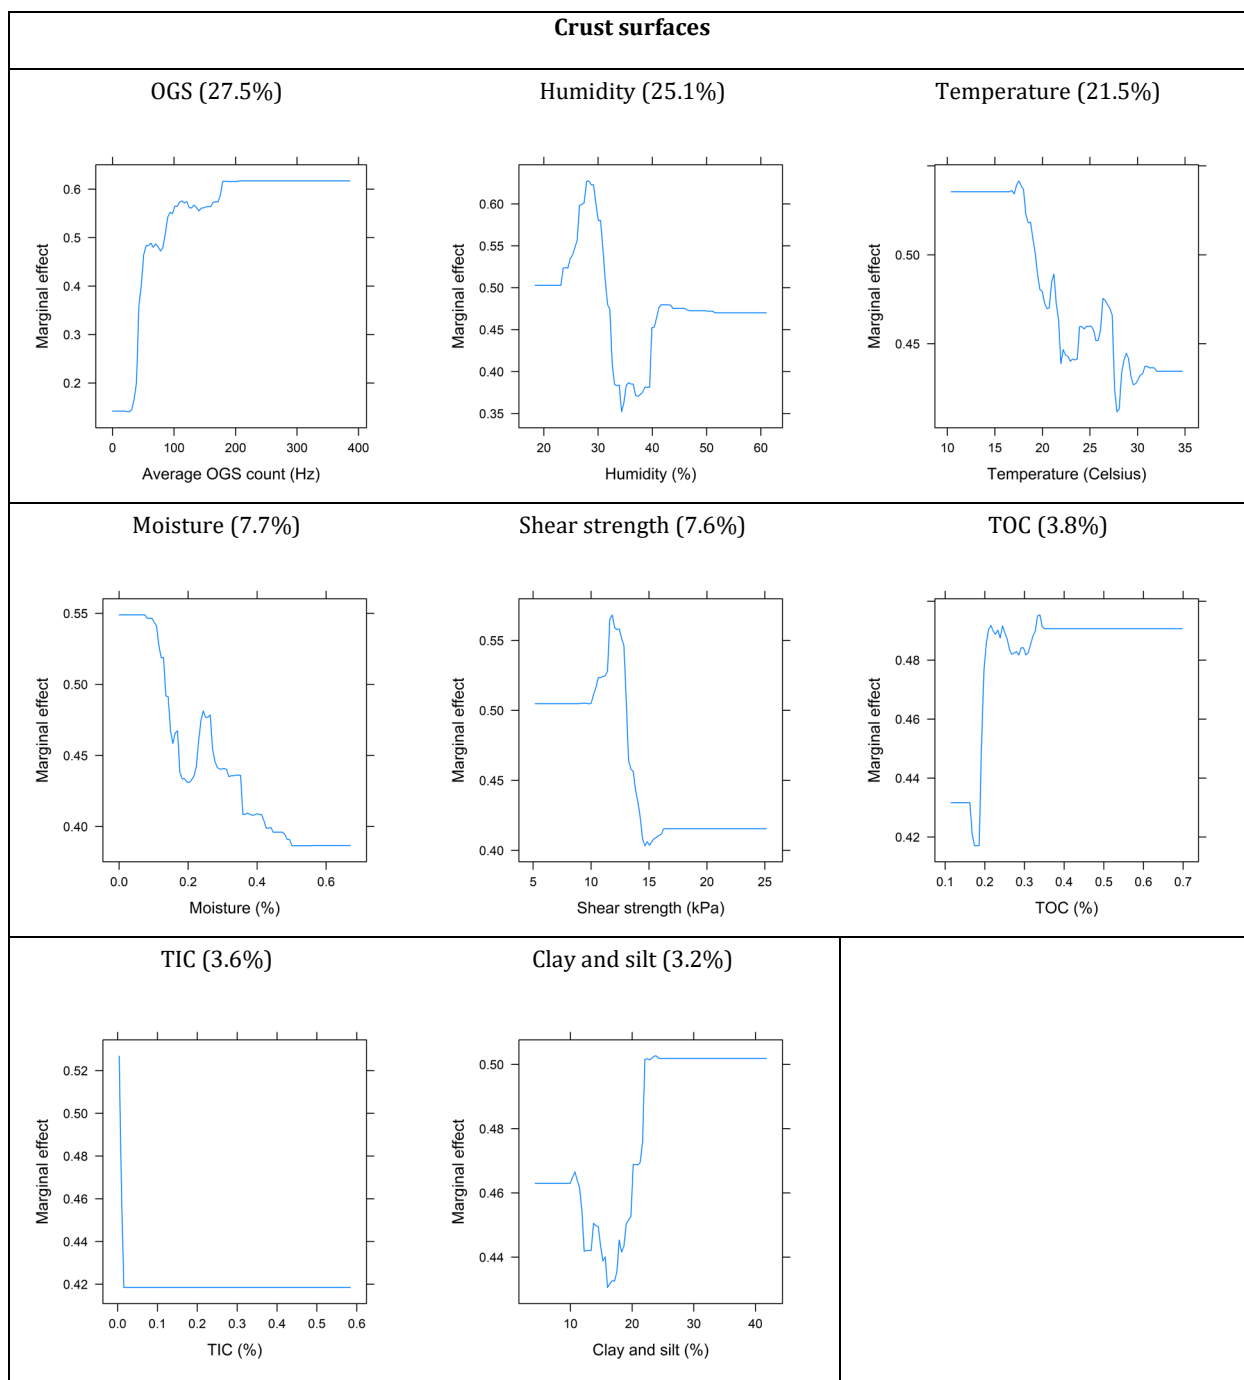 Crust surfaces
OGS (27.5%)
Humidity (25.1%)
Temperature (21.5%)
Marginal effect
0.6
0.5
0.4
0.3
0.2
0 100 200 300 400
Average OGS count (Hz)
Marginal effect
0.60
0.55
0.50
0.45
0.40
0.35
20 30 40 50 60
Humidity (%)
Marginal effect
0.50
0.45
10 15 20 25 30 35
Temperature (Celsius)
Moisture (7.7%)
Shear strength (7.6%)
TOC (3.8%)
Marginal effect
0.55
0.50
0.45
0.40
0.0 0.2 0.4 0.6
Moisture (%)
Marginal effect
0.55
0.50
0.45
0.40
5 10 15 20 25
Shear strength (kPa)
Marginal effect
0.48
0.46
0.44
0.42
0.1 0.2 0.3 0.4 0.5 0.6 0.7
TOC (%)
TIC (3.6%)
Clay and silt (3.2%)
Marginal effect
0.52
0.50
0.48
0.46
0.44
0.42
0.0 0.1 0.2 0.3 0.4 0.5 0.6
TIC (%)
Marginal effect
0.50
0.48
0.46
0.44
10 20 30 40
Clay and silt (%)